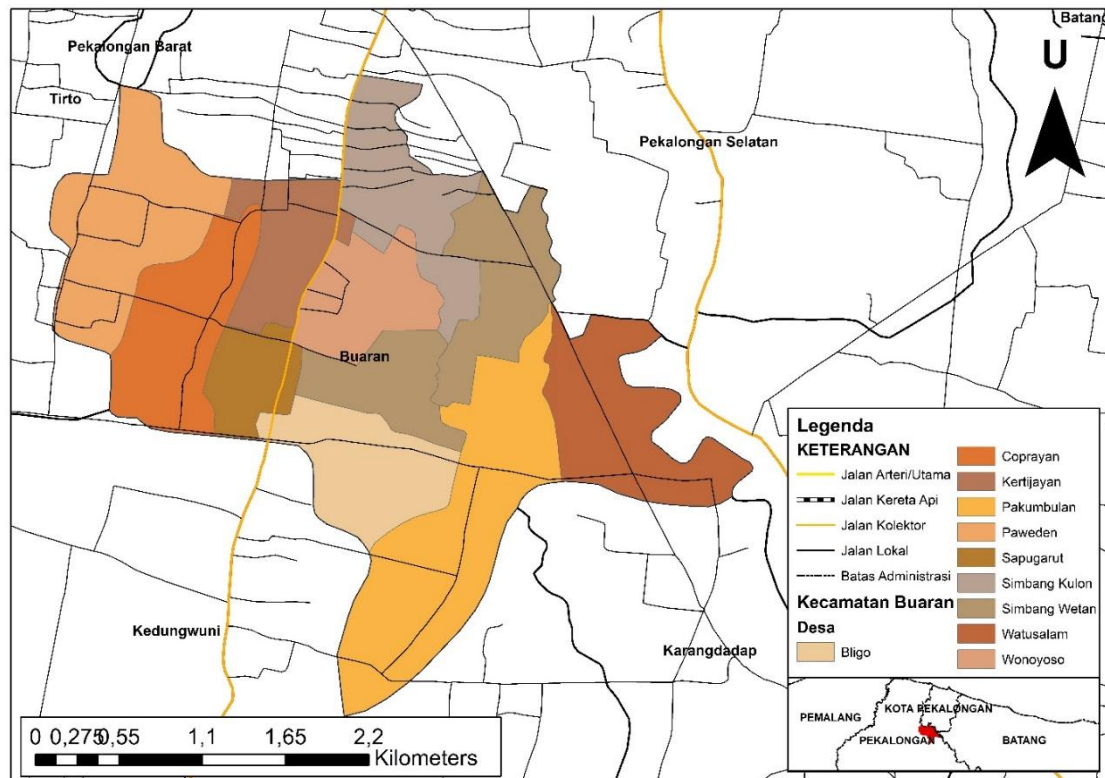 Batang
Pekalongan Barat
U
Tirto
Pekalongan Selatan
Buaran
Kedungwuni
Karangdadap
Legenda
KETERANGAN
Jalan Arteri/Utama
Jalan Kereta Api
Jalan Kolektor
Jalan Lokal
Batas Administrasi
Kecamatan Buaran
Desa
Bligo
Coprayan
Kertijayan
Pakumbulan
Paweden
Sapugarut
Simbang Kulon
Simbang Wetan
Watusalam
Wonoyoso
0 0,275 0,55 1,1 1,65 2,2
Kilometers
KOTA PEKALONGAN
PEMALANG
PEKALONGAN
BATANG